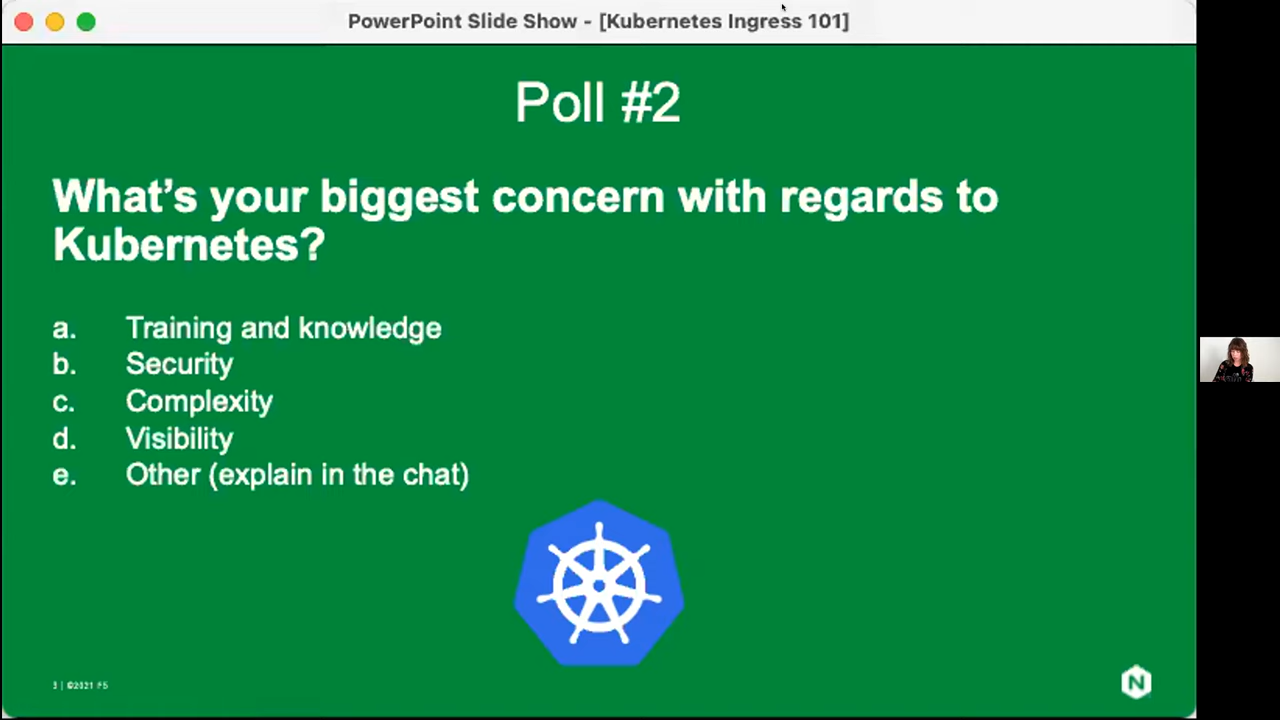 PowerPoint Slide Show - [Kubernetes Ingress 101]
Poll #2
What's your biggest concern with regards to
Kubernetes?
a. Training and knowledge
b. Security
c. Complexity
d. Visibility
e. Other (explain in the chat)
3 | ©2021 F5
N